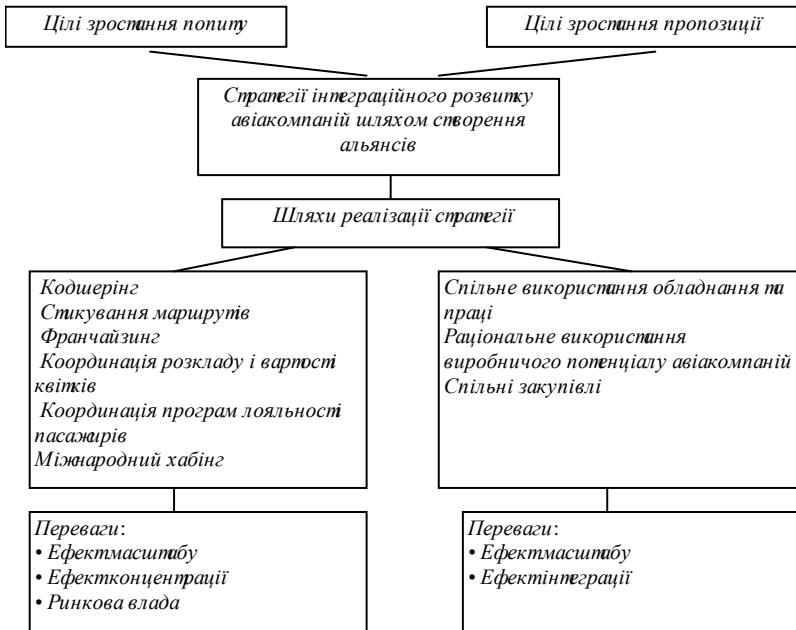 Цілі зростання попиту
Цілі зростання пропозиції
Стратегії інтеграційного розвитку
авіакомпаній шляхом створення
альянсів
Шляхи реалізації стратегії
Кодшерінг
Стикування маршрутів
Франчайзинг
Координація розкладу і вартості
квітків
Координація програм лояльності
пасажирів
Міжнародний хабінг
Спільне використання обладнання та
праці
Раціональне використання
виробничого потенціалу авіакомпаній
Спільні закупівлі
Переваги:
• Ефектмасштабу
• Ефектконцентрації
• Ринкова влада
Переваги:
• Ефектмасштабу
• Ефектінтеграції